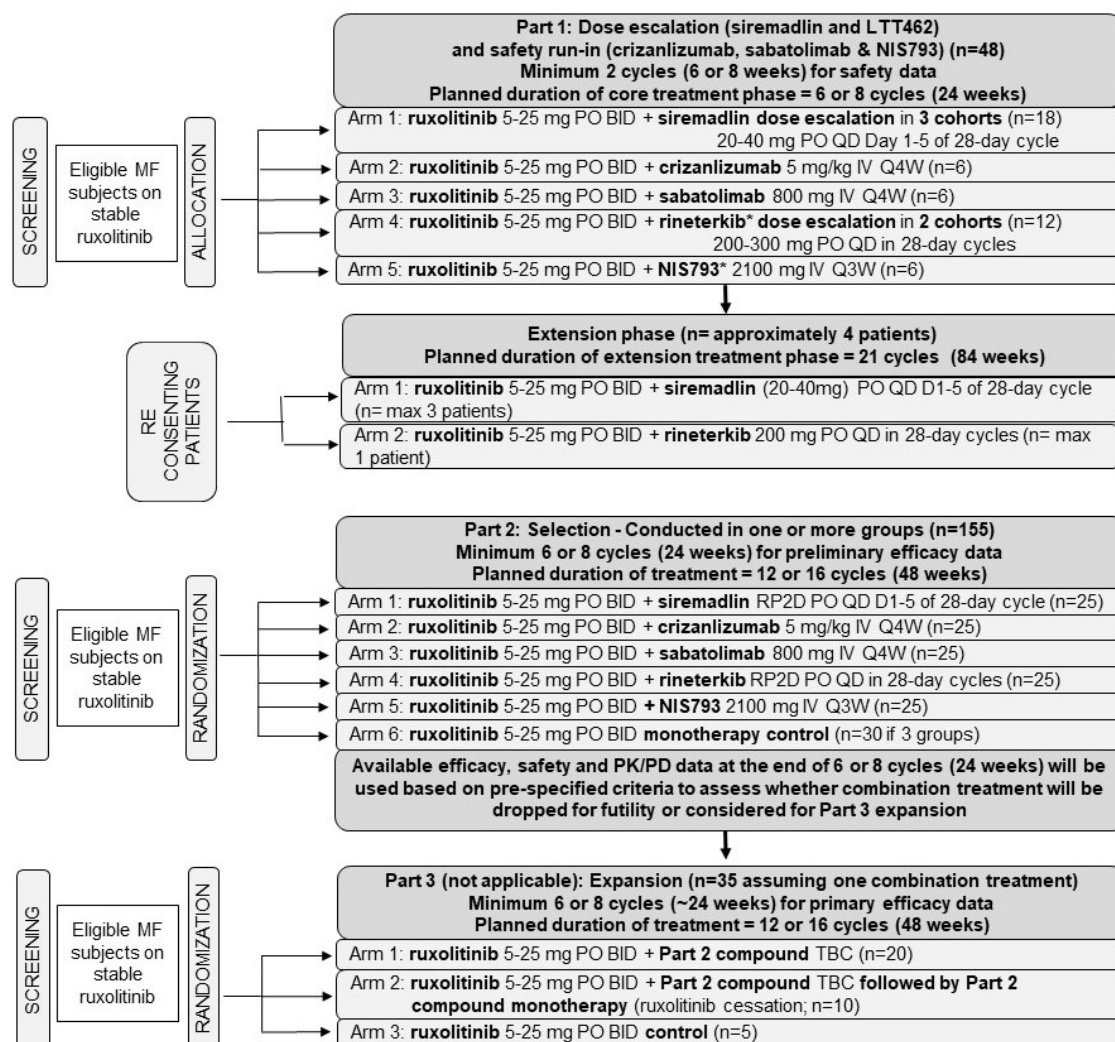 Part 1: Dose escalation (siremadlin and LTT462)
and safety run-in (crizanlizumab, sabatolimab & NIS793) (n=48)
Minimum 2 cycles (6 or 8 weeks) for safety data
Planned duration of core treatment phase = 6 or 8 cycles (24 weeks)
SCREENING
Eligible MF
subjects on
stable
ruxolitinib
ALLOCATION
Arm 1: ruxolitinib 5-25 mg PO BID + siremadlin dose escalation in 3 cohorts (n=18)
20-40 mg PO QD Day 1-5 of 28-day cycle
Arm 2: ruxolitinib 5-25 mg PO BID + crizanlizumab 5 mg/kg IV Q4W (n=6)
Arm 3: ruxolitinib 5-25 mg PO BID + sabatolimab 800 mg IV Q4W (n=6)
Arm 4: ruxolitinib 5-25 mg PO BID + rineterkib* dose escalation in 2 cohorts (n=12)
200-300 mg PO QD in 28-day cycles
Arm 5: ruxolitinib 5-25 mg PO BID + NIS793* 2100 mg IV Q3W (n=6)
Extension phase (n= approximately 4 patients)
Planned duration of extension treatment phase = 21 cycles (84 weeks)
RE
CONSENTING
PATIENTS
Arm 1: ruxolitinib 5-25 mg PO BID + siremadlin (20-40mg) PO QD D1-5 of 28-day cycle
(n= max 3 patients)
Arm 2: ruxolitinib 5-25 mg PO BID + rineterkib 200 mg PO QD in 28-day cycles (n= max
1 patient)
Part 2: Selection - Conducted in one or more groups (n=155)
Minimum 6 or 8 cycles (24 weeks) for preliminary efficacy data
Planned duration of treatment = 12 or 16 cycles (48 weeks)
SCREENING
Eligible MF
subjects on
stable
ruxolitinib
RANDOMIZATION
Arm 1: ruxolitinib 5-25 mg PO BID + siremadlin RP2D PO QD D1-5 of 28-day cycle (n=25)
Arm 2: ruxolitinib 5-25 mg PO BID + crizanlizumab 5 mg/kg IV Q4W (n=25)
Arm 3: ruxolitinib 5-25 mg PO BID + sabatolimab 800 mg IV Q4W (n=25)
Arm 4: ruxolitinib 5-25 mg PO BID + rineterkib RP2D PO QD in 28-day cycles (n=25)
Arm 5: ruxolitinib 5-25 mg PO BID + NIS793 2100 mg IV Q3W (n=25)
Arm 6: ruxolitinib 5-25 mg PO BID monotherapy control (n=30 if 3 groups)
Available efficacy, safety and PK/PD data at the end of 6 or 8 cycles (24 weeks) will be
used based on pre-specified criteria to assess whether combination treatment will be
dropped for futility or considered for Part 3 expansion
Part 3 (not applicable): Expansion (n=35 assuming one combination treatment)
Minimum 6 or 8 cycles (~24 weeks) for primary efficacy data
Planned duration of treatment = 12 or 16 cycles (48 weeks)
SCREENING
Eligible MF
subjects on
stable
ruxolitinib
RANDOMIZATION
Arm 1: ruxolitinib 5-25 mg PO BID + Part 2 compound TBC (n=20)
Arm 2: ruxolitinib 5-25 mg PO BID + Part 2 compound TBC followed by Part 2
compound monotherapy (ruxolitinib cessation; n=10)
Arm 3: ruxolitinib 5-25 mg PO BID control (n=5)